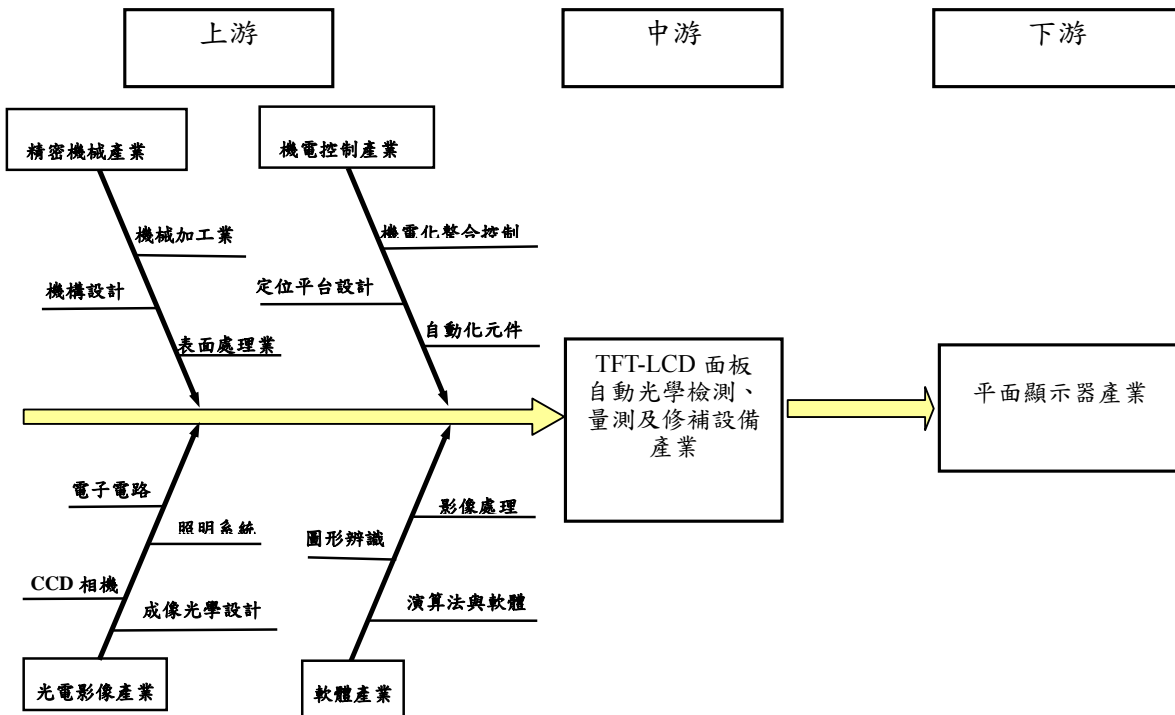 上游
中游
下游
精密機械產業
機電控制產業
機械加工業
機電化整合控制
機構設計
定位平台設計
自動化元件
表面處理業
TFT-LCD 面板
自動光學檢測、
量測及修補設備
產業
平面顯示器產業
電子電路
影像處理
照明系統
圖形辨識
CCD 相機
成像光學設計
演算法與軟體
光電影像產業
軟體產業